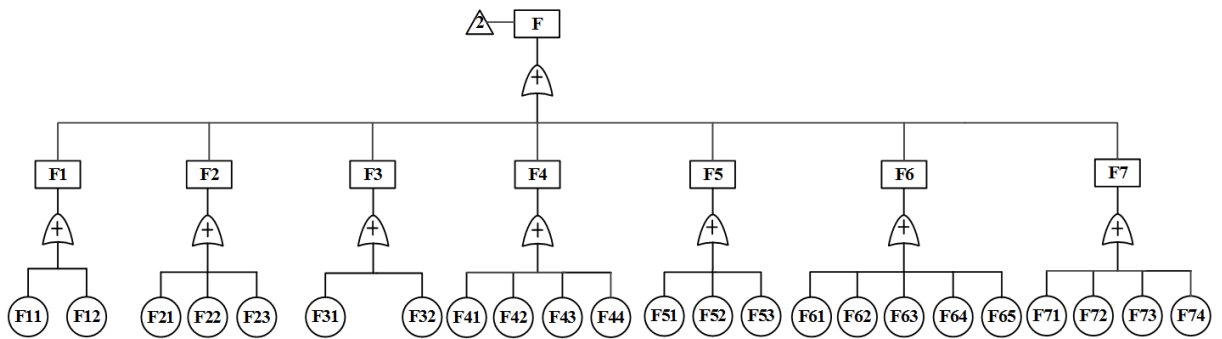 2 F
+
F1 F2 F3 F4 F5 F6 F7
+ + + + + + +
F11 F12 F21 F22 F23 F31 F32 F41 F42 F43 F44 F51 F52 F53 F61 F62 F63 F64 F65 F71 F72 F73 F74